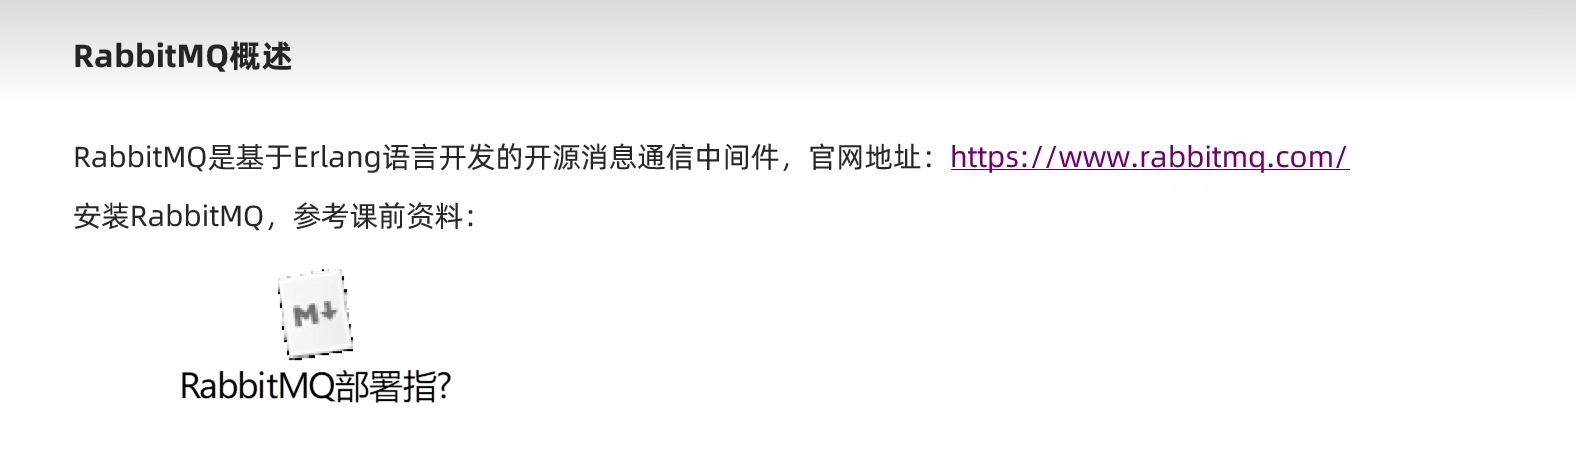 RabbitMQ概述
RabbitMQ是基于Erlang语言开发的开源消息通信中间件，官网地址：https://www.rabbitmq.com/
安装RabbitMQ，参考课前资料：
M
RabbitMQ部署指?